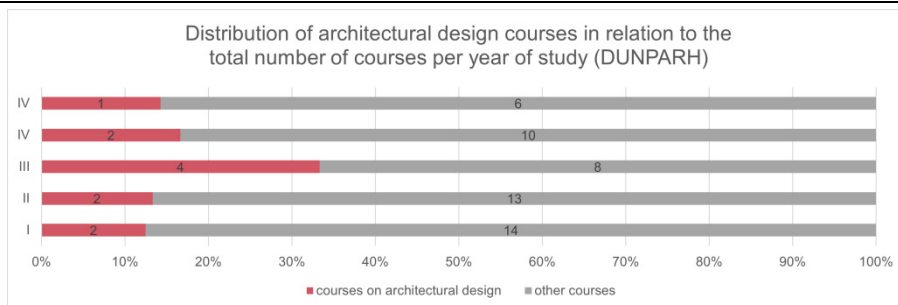 Distribution of architectural design courses in relation to the
total number of courses per year of study (DUNPARH)
IV 1 6
IV 2 10
III 4 8
II 2 13
I 2 14
0% 10% 20% 30% 40% 50% 60% 70% 80% 90% 100%
courses on architectural design other courses